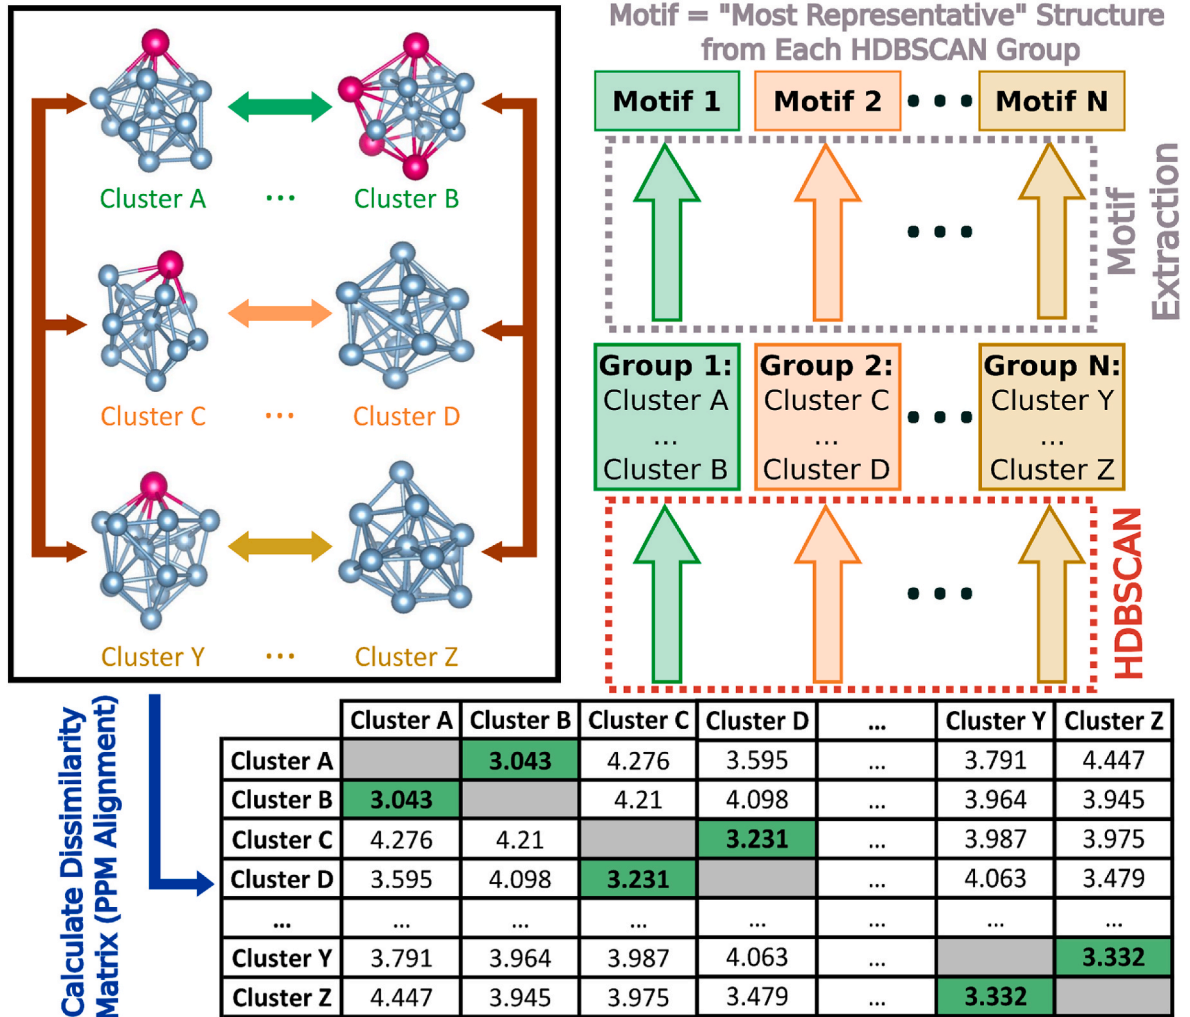 Motif = "Most Representative" Structure
from Each HDBSCAN Group
Cluster A ... Cluster B
Cluster C ... Cluster D
Cluster Y ... Cluster Z
Motif 1 Motif 2 ... Motif N
Motif
Extraction
Group 1: Group 2: Group N:
Cluster A Cluster C ... Cluster Y
... ... ...
Cluster B Cluster D Cluster Z
HDBSCAN
Calculate Dissimilarity
Matrix (PPM Alignment)
Cluster A Cluster B Cluster C Cluster D ... Cluster Y Cluster Z
Cluster A 3.043 4.276 3.595 ... 3.791 4.447
Cluster B 3.043 4.21 4.098 ... 3.964 3.945
Cluster C 4.276 4.21 3.231 ... 3.987 3.975
Cluster D 3.595 4.098 3.231 ... 4.063 3.479
... ... ... ... ... ... ... ...
Cluster Y 3.791 3.964 3.987 4.063 ... 3.332
Cluster Z 4.447 3.945 3.975 3.479 ... 3.332